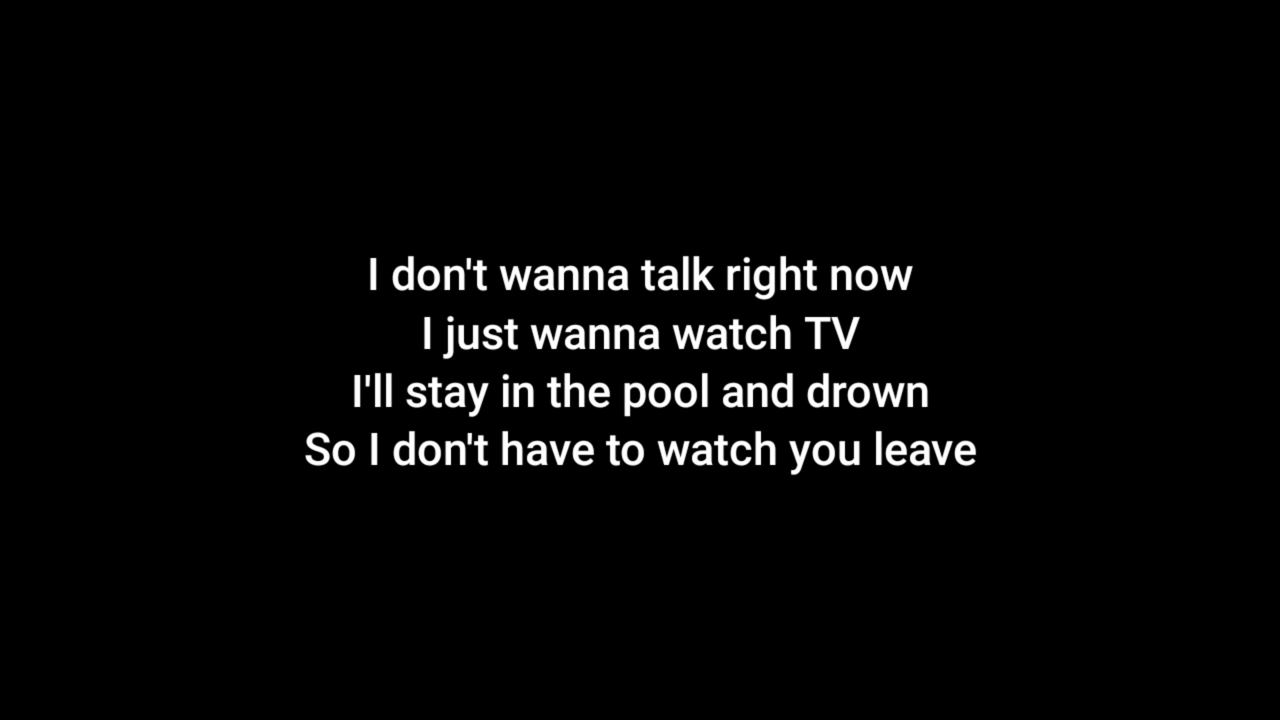 I don't wanna talk right now
I just wanna watch TV
I'll stay in the pool and drown
So I don't have to watch you leave